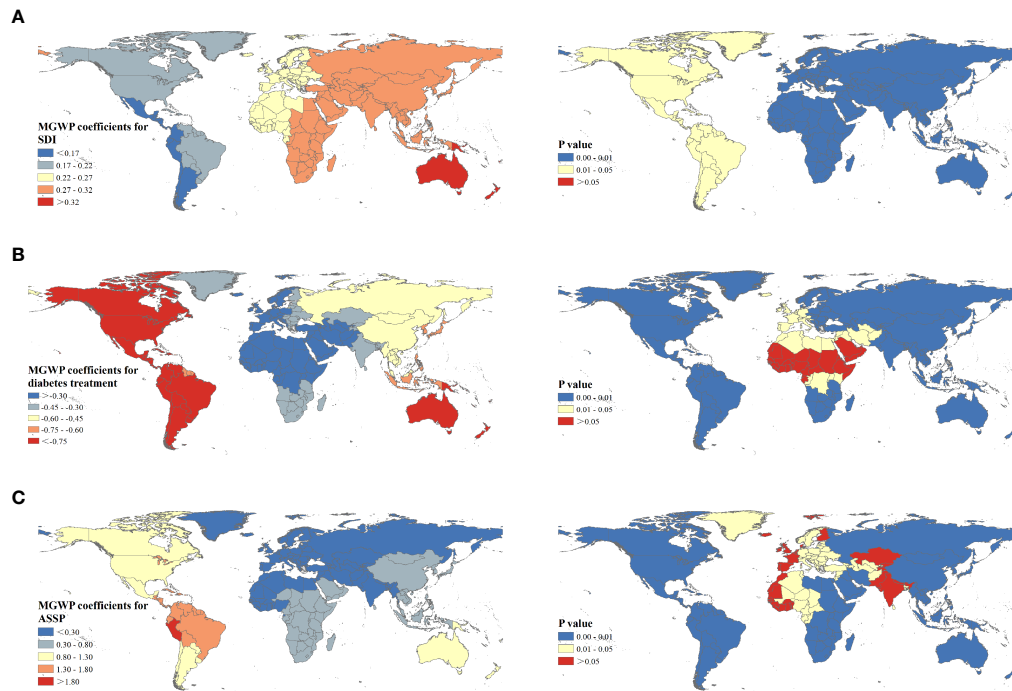 A
MGWP coefficients for
SDI
<0.17
0.17 - 0.22
0.22 - 0.27
0.27 - 0.32
>0.32
P value
0.00 - 0.01
0.01 - 0.05
>0.05
B
MGWP coefficients for
diabetes treatment
>-0.30
-0.45 - -0.30
-0.60 - -0.45
-0.75 - -0.60
<-0.75
P value
0.00 - 0.01
0.01 - 0.05
>0.05
C
MGWP coefficients for
ASSP
<0.30
0.30 - 0.80
0.80 - 1.30
1.30 - 1.80
>1.80
P value
0.00 - 0.01
0.01 - 0.05
>0.05